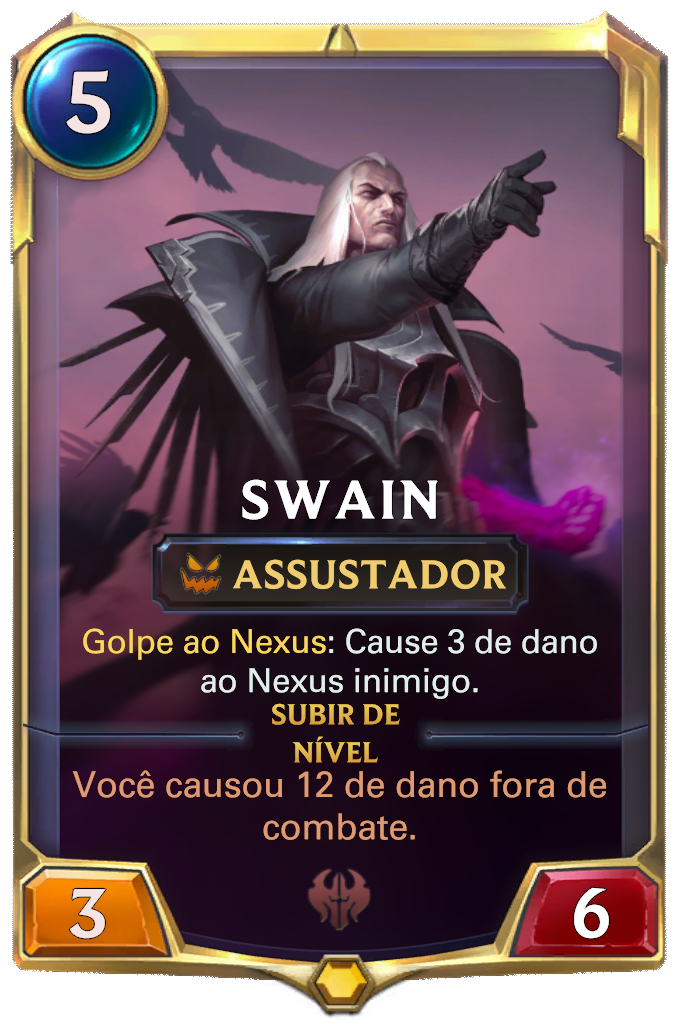 5
SWAIN
ASSUSTADOR
Golpe ao Nexus: Cause 3 de dano
ao Nexus inimigo.
SUBIR DE
NÍVEL
Você causou 12 de dano fora de
combate.
3
6